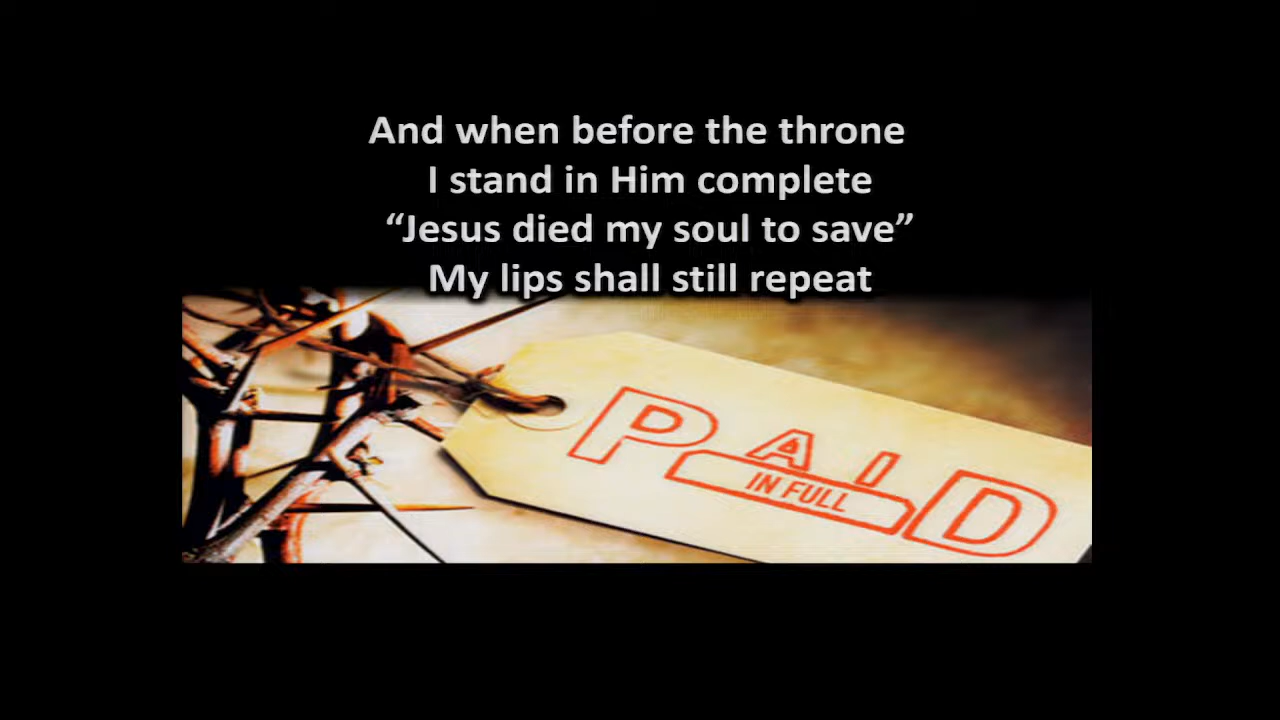 And when before the throne
I stand in Him complete
“Jesus died my soul to save”
My lips shall still repeat
PAID
IN FULL